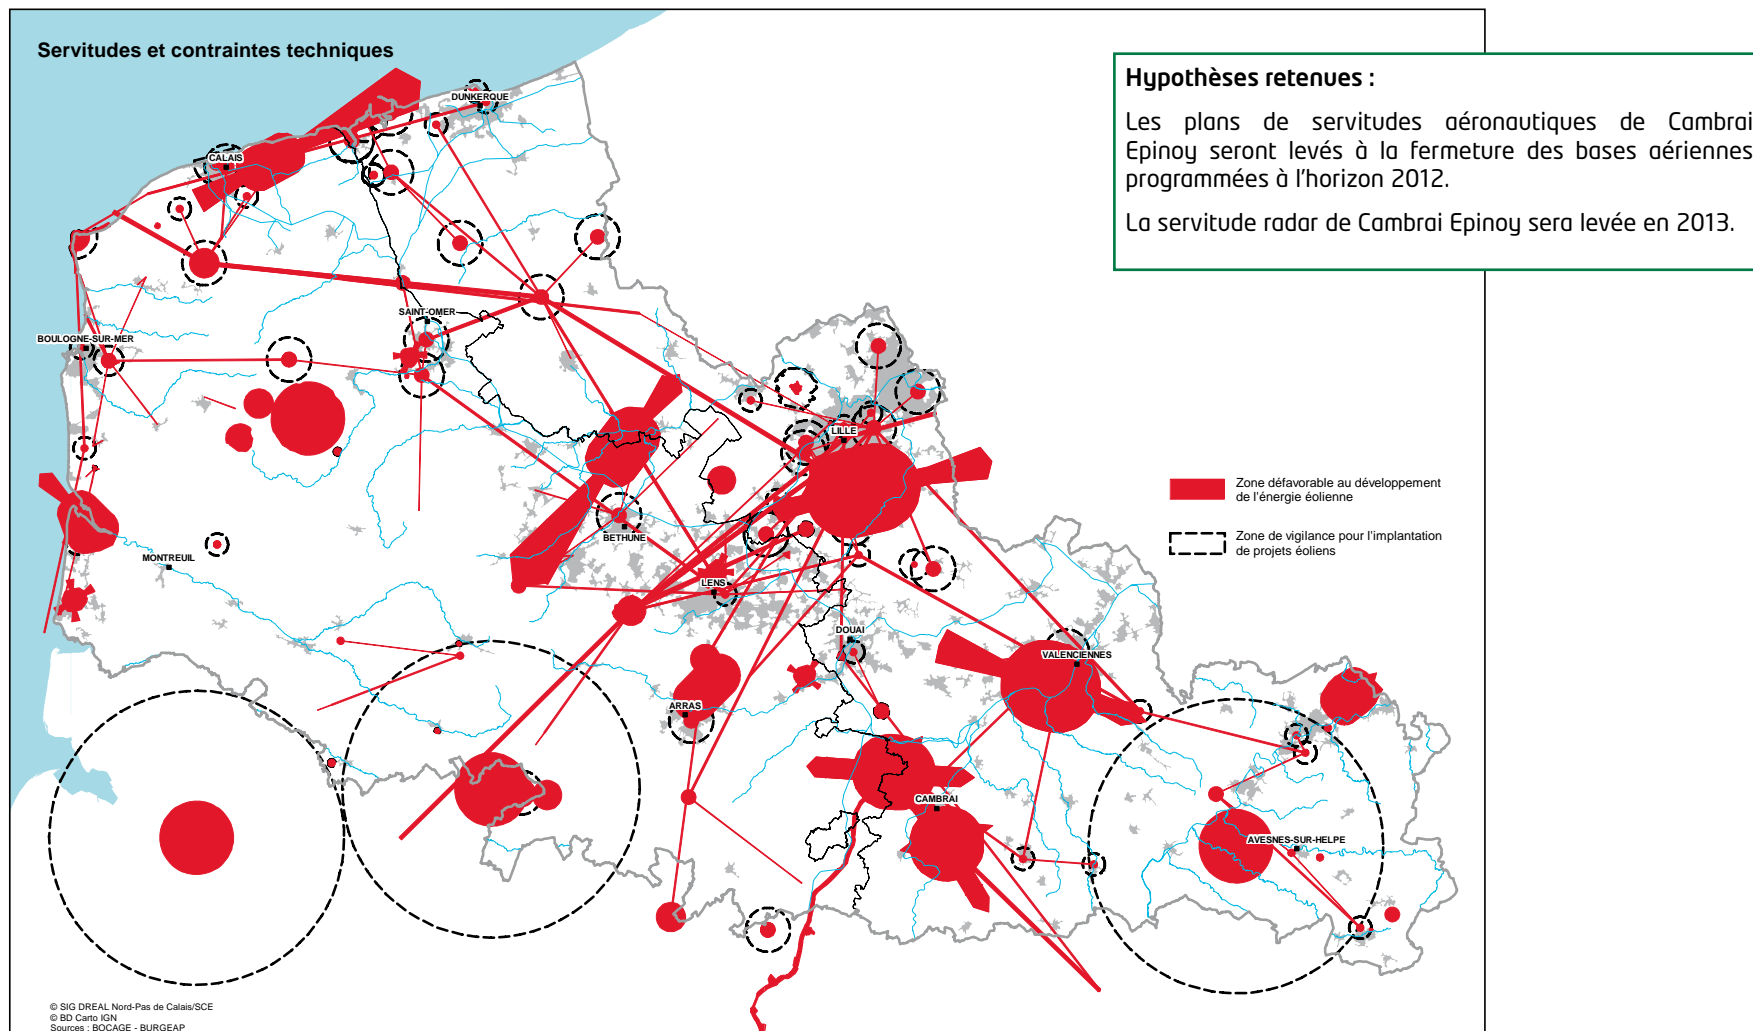 Servitudes et contraintes techniques
Hypothèses retenues :
Les plans de servitudes aéronautiques de Cambrai
Epinoy seront levés à la fermeture des bases aériennes
programmées à l'horizon 2012.
La servitude radar de Cambrai Epinoy sera levée en 2013.
DUNKERQUE
CALAIS
SAINT-OMER
BOULOGNE-SUR-MER
LILLE
Zone défavorable au développement
de l'énergie éolienne
Zone de vigilance pour l'implantation
de projets éoliens
BETHUNE
MONTREUIL
LENS
DOUAI
VALENCIENNES
ARRAS
CAMBRAI
AVESNES-SUR-HELPE
© SIG DREAL Nord-Pas de Calais/SCE
© BD Carto IGN
Sources : BOCAGE - BURGEAP